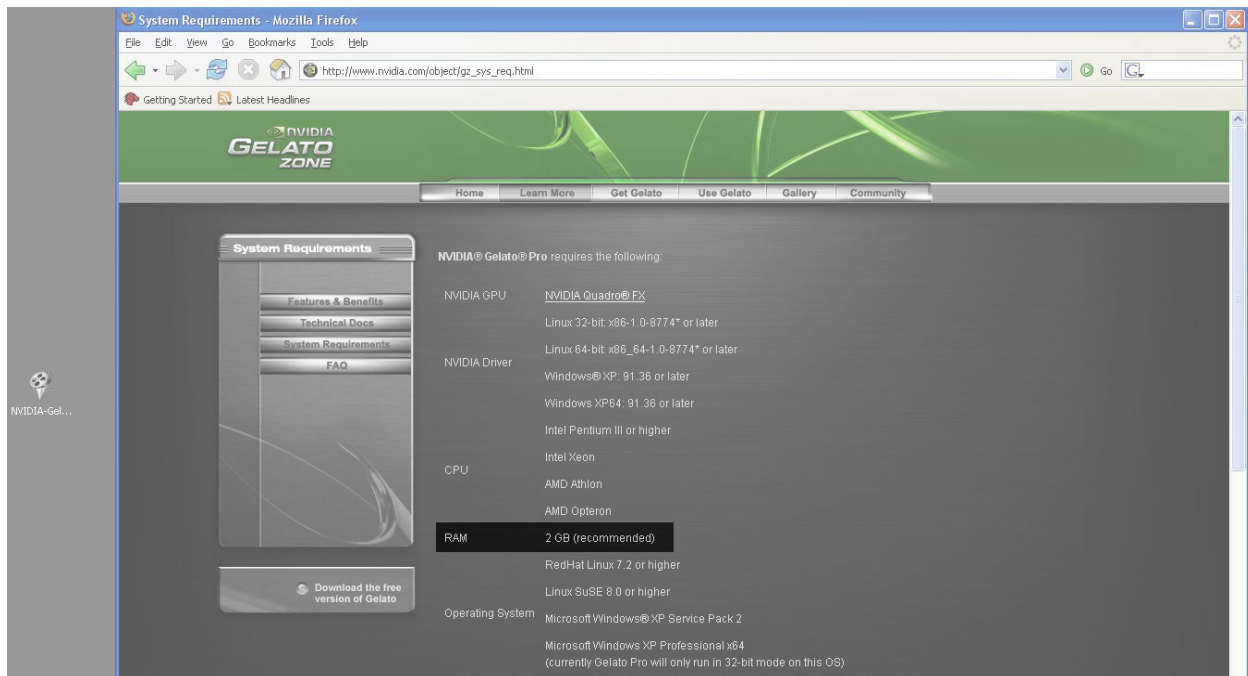 System Requirements - Mozilla Firefox
File Edit View Go Bookmarks Tools Help
http://www.nvidia.com/object/gz_sys_req.html
Go
G
Getting Started Latest Headlines
NVIDIA
GELATO
ZONE
Home Learn More Get Gelato Use Gelato Gallery Community
System Requirements
Features & Benefits
Technical Docs
System Requirements
FAQ
Download the free
version of Gelato
NVIDIA® Gelato® Pro requires the following:
NVIDIA GPU NVIDIA Quadro® FX
NVIDIA Driver
Linux 32-bit: x86-1.0-8774* or later
Linux 64-bit: x86_64-1.0-8774* or later
Windows® XP: 91.36 or later
Windows XP64: 91.36 or later
CPU
Intel Pentium III or higher
Intel Xeon
AMD Athlon
AMD Opteron
RAM 2 GB (recommended)
Operating System
RedHat Linux 7.2 or higher
Linux SuSE 8.0 or higher
Microsoft Windows® XP Service Pack 2
Microsoft Windows XP Professional x64
(currently Gelato Pro will only run in 32-bit mode on this OS)
NVIDIA-Gel...